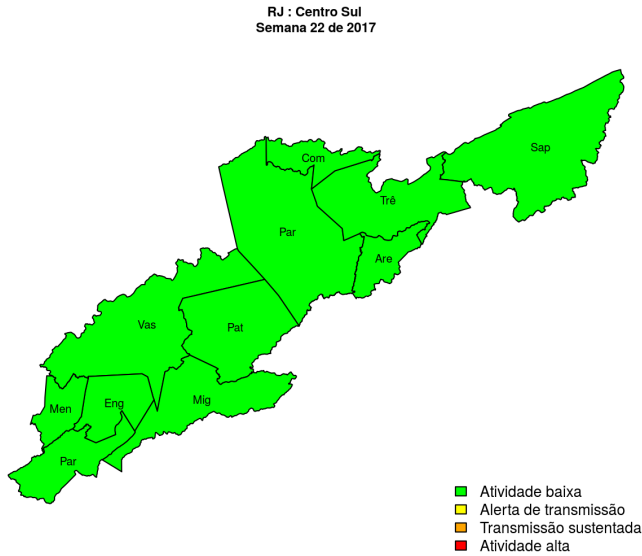 RJ : Centro Sul
Semana 22 de 2017
Sap
Com
Trê
Par
Are
Vas
Pat
Mig
Men
Eng
Par
Atividade baixa
Alerta de transmissão
Transmissão sustentada
Atividade alta